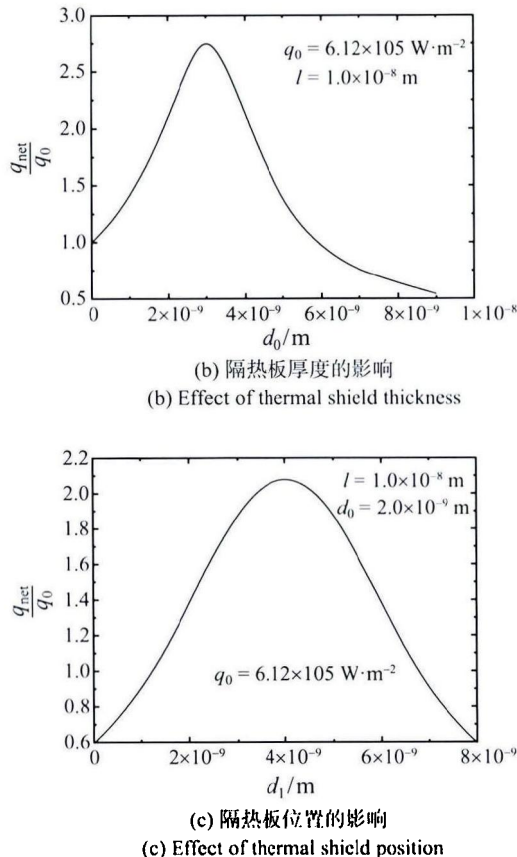 3.0
2.5
2.0
1.5
1.0
0.5
q_net/q_0
q_0 = 6.12×105 W·m⁻²
l = 1.0×10⁻⁸ m
0 2×10⁻⁹ 4×10⁻⁹ 6×10⁻⁹ 8×10⁻⁹ 1×10⁻⁸
d_0/m
(b) 隔热板厚度的影响
(b) Effect of thermal shield thickness
2.2
2.0
1.8
1.6
1.4
1.2
1.0
0.8
0.6
q_net/q_0
l = 1.0×10⁻⁸ m
d_0 = 2.0×10⁻⁹ m
q_0 = 6.12×105 W·m⁻²
0 2×10⁻⁹ 4×10⁻⁹ 6×10⁻⁹ 8×10⁻⁹
d_1/m
(c) 隔热板位置的影响
(c) Effect of thermal shield position